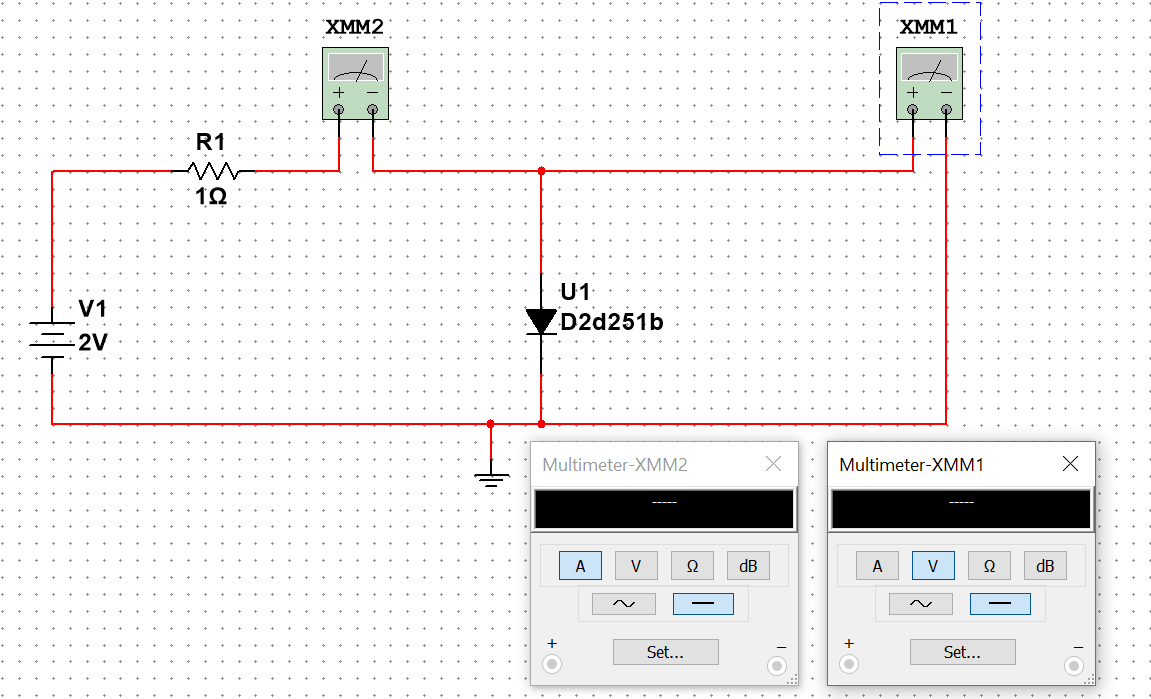 XMM2
XMM1
+ −
+ −
R1
1Ω
V1
2V
U1
D2d251b
Multimeter-XMM2
-----
A V Ω dB
+ −
Set...
Multimeter-XMM1
-----
A V Ω dB
+ −
Set...